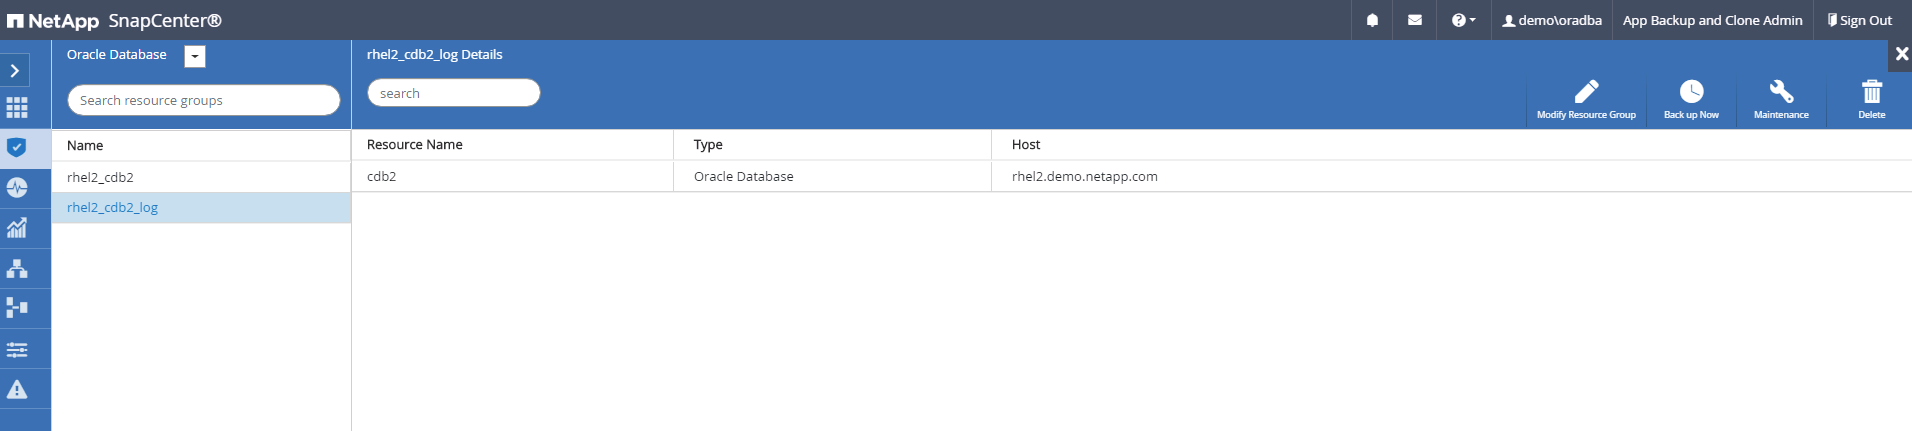 NetApp SnapCenter®
demo\oradba
App Backup and Clone Admin
Sign Out
Oracle Database
Search resource groups
Name
rhel2_cdb2
rhel2_cdb2_log
rhel2_cdb2_log Details
search
Modify Resource Group
Back up Now
Maintenance
Delete
Resource Name Type Host
cdb2 Oracle Database rhel2.demo.netapp.com